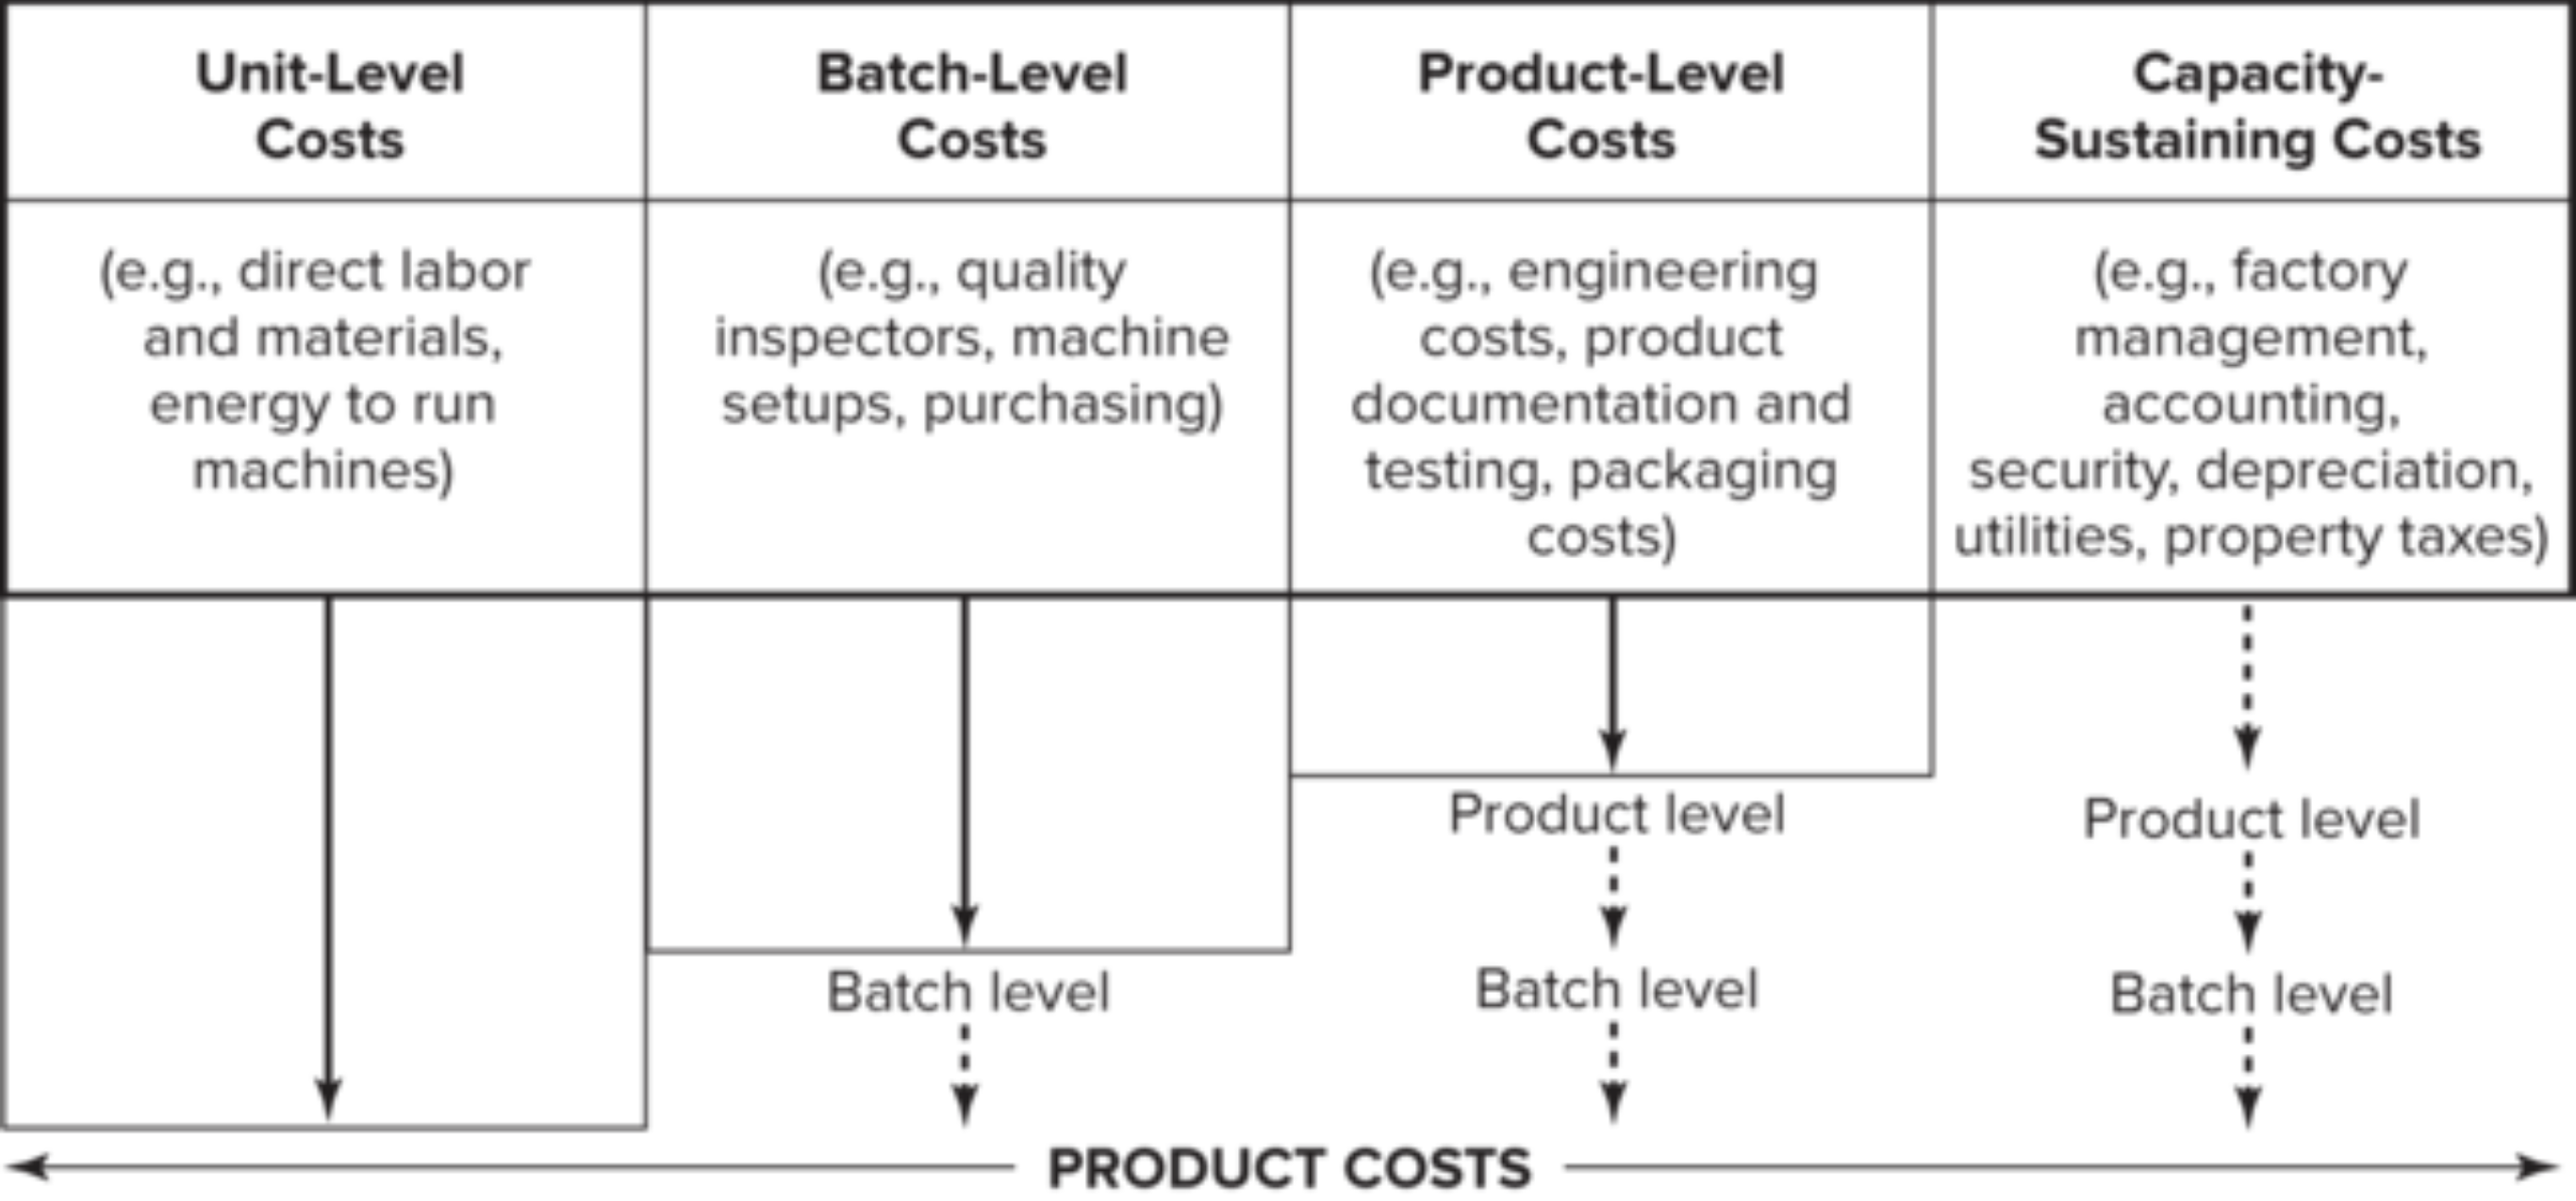 Unit-Level
Costs
Batch-Level
Costs
Product-Level
Costs
Capacity-
Sustaining Costs
(e.g., direct labor
and materials,
energy to run
machines)
(e.g., quality
inspectors, machine
setups, purchasing)
(e.g., engineering
costs, product
documentation and
testing, packaging
costs)
(e.g., factory
management,
accounting,
security, depreciation,
utilities, property taxes)
Product level
Product level
Batch level
Batch level
Batch level
PRODUCT COSTS